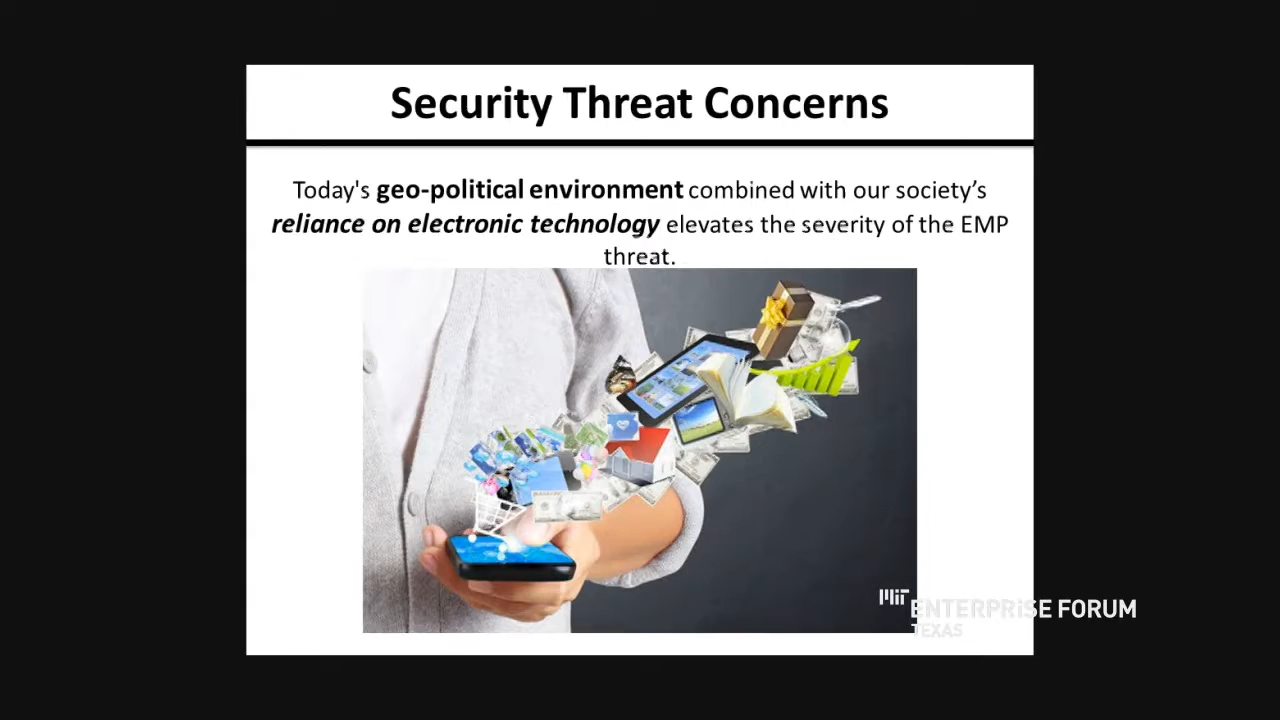 Security Threat Concerns
Today's geo-political environment combined with our society’s
reliance on electronic technology elevates the severity of the EMP
threat.
MIT
ENTERPRISE FORUM
TEXAS